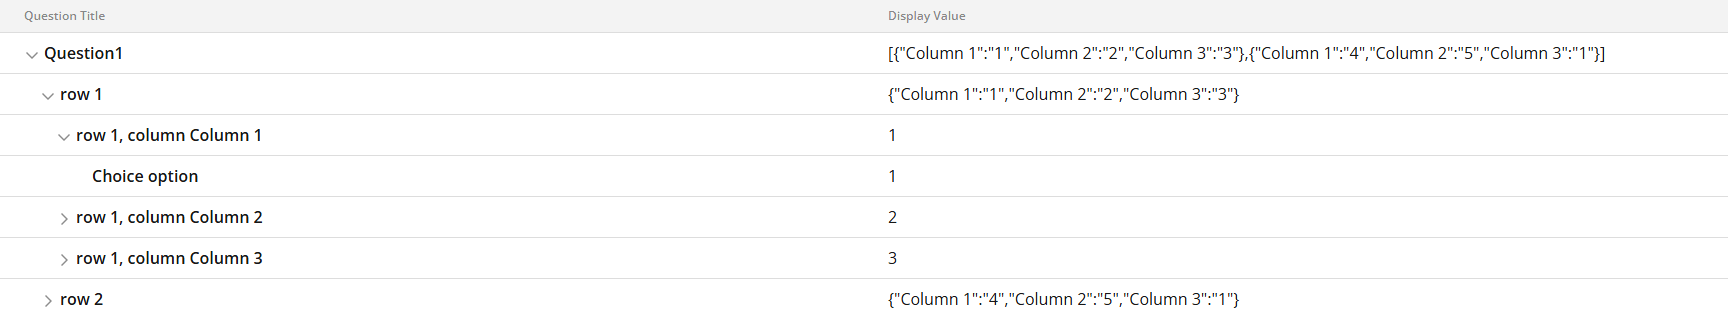 Question Title Display Value
Question1 [{"Column 1":"1","Column 2":"2","Column 3":"3"},{"Column 1":"4","Column 2":"5","Column 3":"1"}]
row 1 {"Column 1":"1","Column 2":"2","Column 3":"3"}
row 1, column Column 1 1
Choice option 1
row 1, column Column 2 2
row 1, column Column 3 3
row 2 {"Column 1":"4","Column 2":"5","Column 3":"1"}